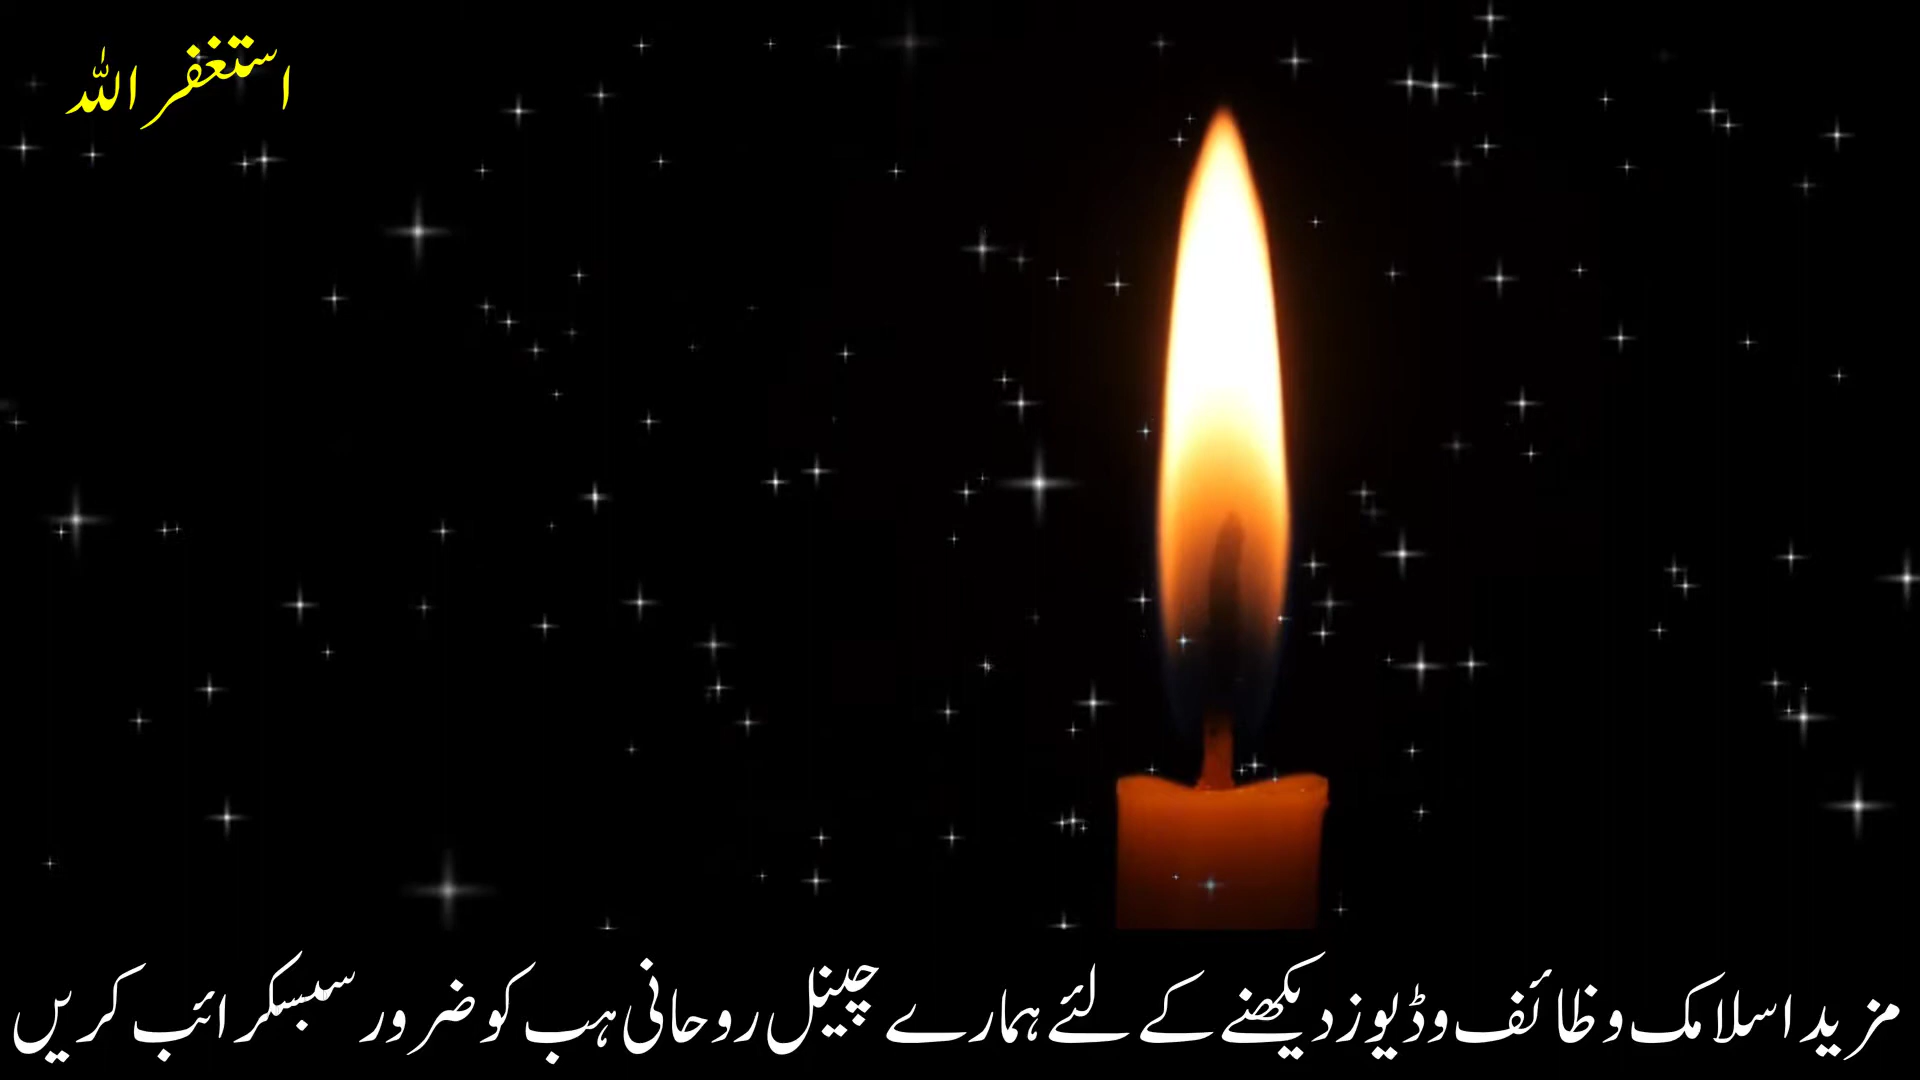 استغفر اللہ
مزید اسلامک وظائف وڈیوز دیکھنے کے لئے ہمارے چینل روحانی ہب کو ضرور سبسکرائب کریں